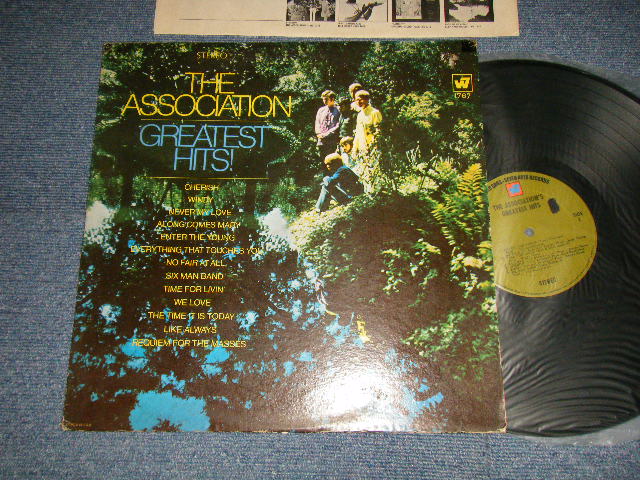 STEREO
THE
ASSOCIATION
GREATEST
HITS!
W7
1767
CHERISH
WINDY
NEVER MY LOVE
ALONG COMES MARY
ENTER THE YOUNG
EVERYTHING THAT TOUCHES YOU
NO FAIR AT ALL
SIX MAN BAND
TIME FOR LIVIN'
WE LOVE
THE TIME IT IS TODAY
LIKE ALWAYS
REQUIEM FOR THE MASSES
THE ASSOCIATION'S
GREATEST HITS
STEREO